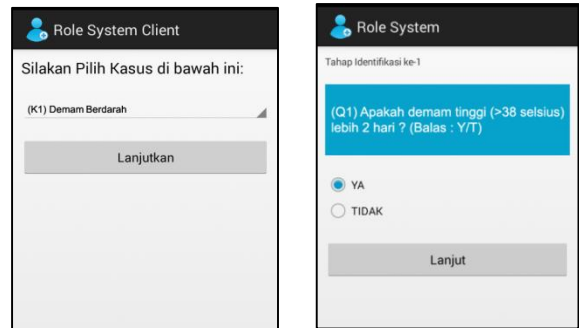 Role System Client
Silakan Pilih Kasus di bawah ini:
(K1) Demam Berdarah
Lanjutkan
Role System
Tahap Identifikasi ke-1
(Q1) Apakah demam tinggi (>38 selsius)
lebih 2 hari ? (Balas : Y/T)
YA
TIDAK
Lanjut